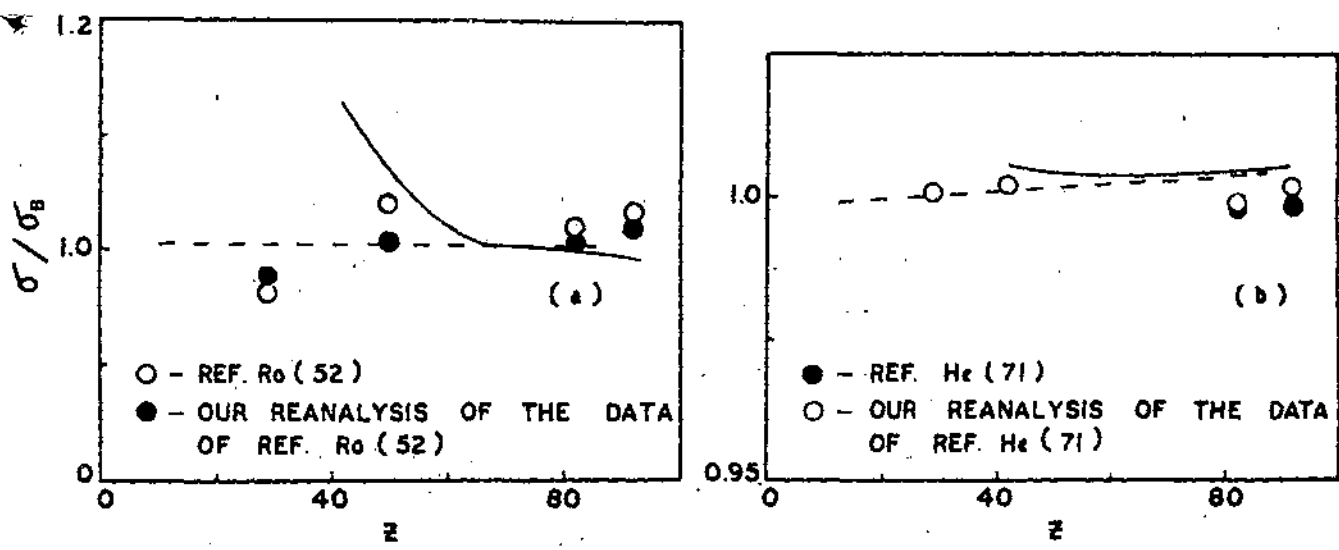 1.2
1.0
0
σ/σB
0 40 80
Z
(a)
O - REF. Ro (52)
● - OUR REANALYSIS OF THE DATA
OF REF. Ro (52)
1.0
0.95
0 40 80
Z
(b)
● - REF. He (71)
O - OUR REANALYSIS OF THE DATA
OF REF. He (71)